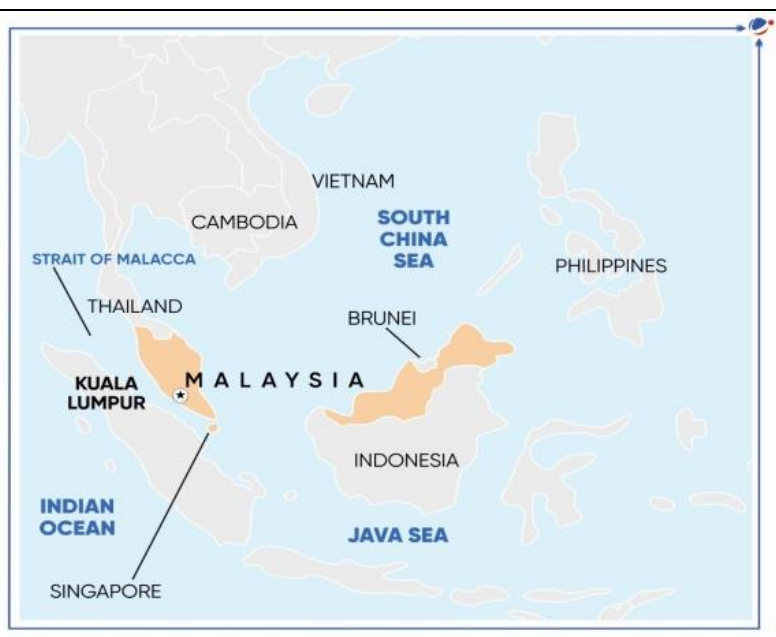 VIETNAM
CAMBODIA
SOUTH
CHINA
SEA
STRAIT OF MALACCA
PHILIPPINES
THAILAND
BRUNEI
MALAYSIA
KUALA
LUMPUR
INDONESIA
INDIAN
OCEAN
JAVA SEA
SINGAPORE